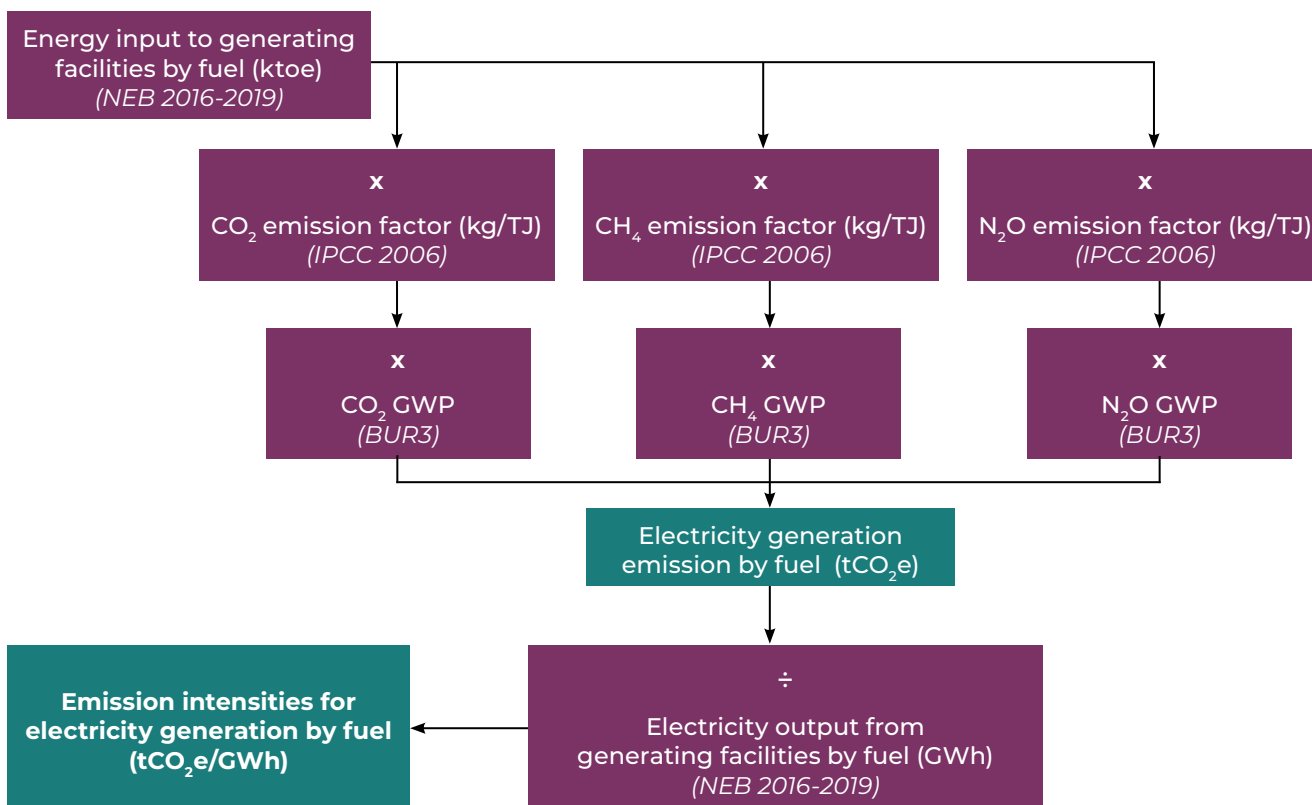 Energy input to generating
facilities by fuel (ktoe)
(NEB 2016-2019)
x
CO₂ emission factor (kg/TJ)
(IPCC 2006)
x
CH₄ emission factor (kg/TJ)
(IPCC 2006)
x
N₂O emission factor (kg/TJ)
(IPCC 2006)
x
CO₂ GWP
(BUR3)
x
CH₄ GWP
(BUR3)
x
N₂O GWP
(BUR3)
Electricity generation
emission by fuel (tCO₂e)
÷
Electricity output from
generating facilities by fuel (GWh)
(NEB 2016-2019)
Emission intensities for
electricity generation by fuel
(tCO₂e/GWh)